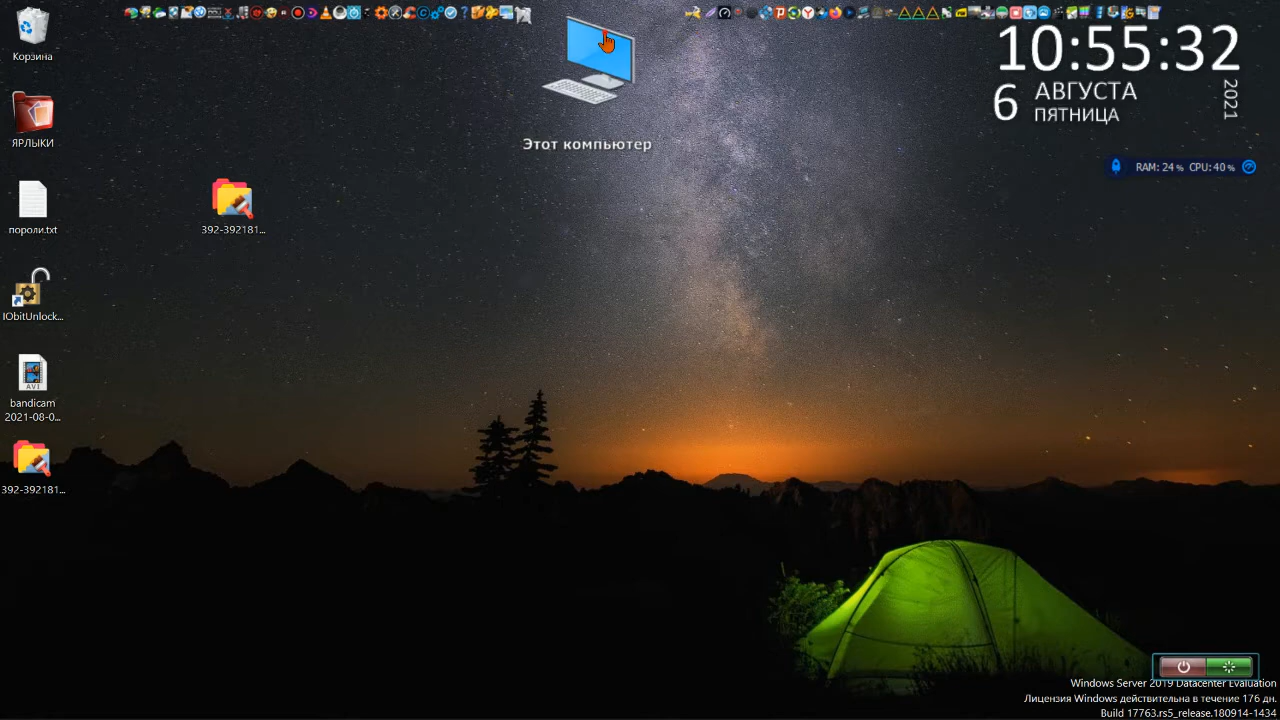 Корзина
ЯРЛЫКИ
пороли.txt
IObitUnlock...
bandicam
2021-08-0...
392-392181...
392-392181...
Этот компьютер
10:55:32
6 АВГУСТА
ПЯТНИЦА
2021
RAM: 24 % CPU: 40 %
Windows Server 2019 Datacenter Evaluation
Лицензия Windows действительна в течение 176 дн.
Build 17763.rs5_release.180914-1434